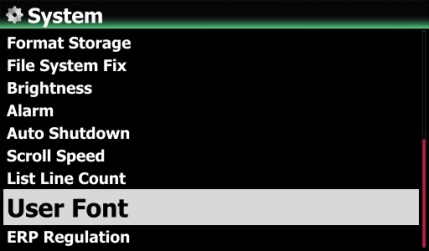 System
Format Storage
File System Fix
Brightness
Alarm
Auto Shutdown
Scroll Speed
List Line Count
User Font
ERP Regulation